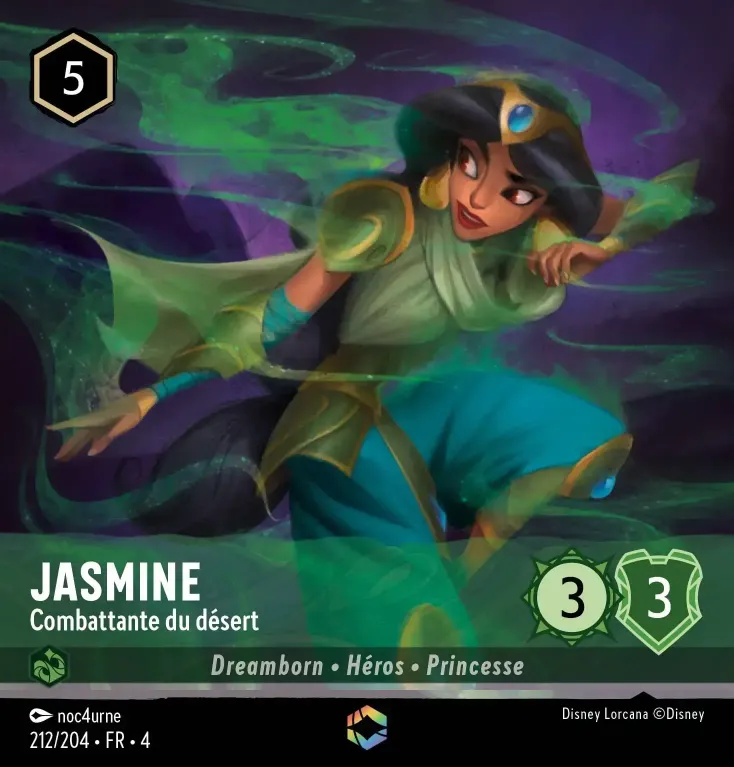 5
JASMINE
Combattante du désert
3 3
Dreamborn • Héros • Princesse
noc4urne
Disney Lorcana ©Disney
212/204 • FR • 4